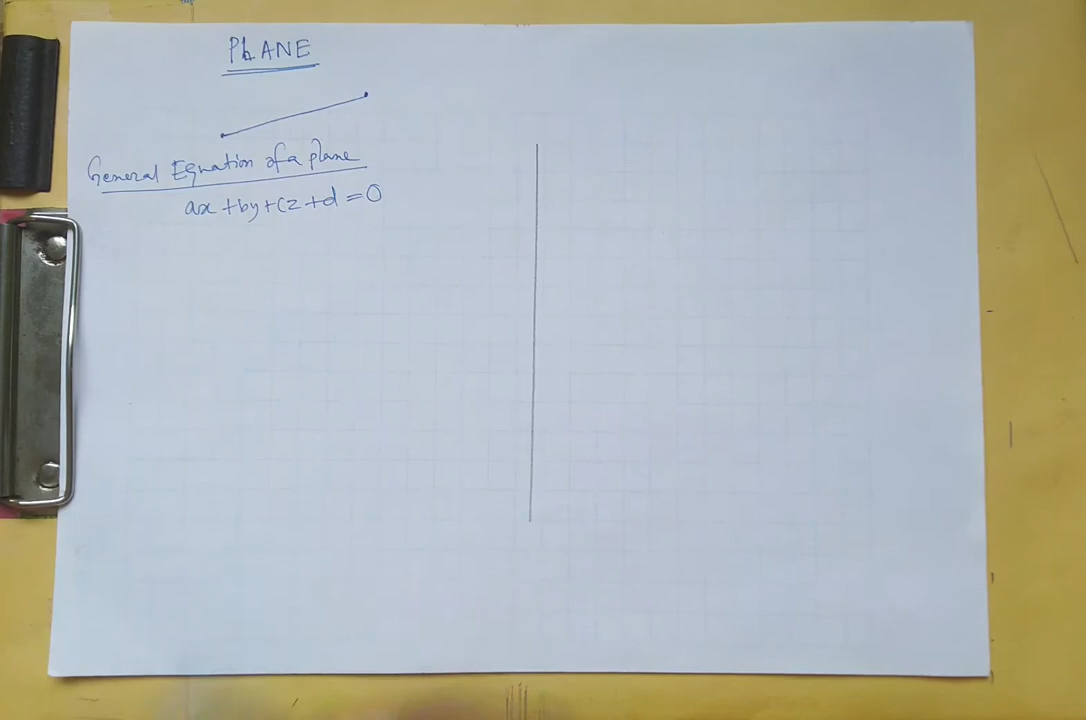 PLANE
General Equation of a plane
ax + by + cz + d = 0